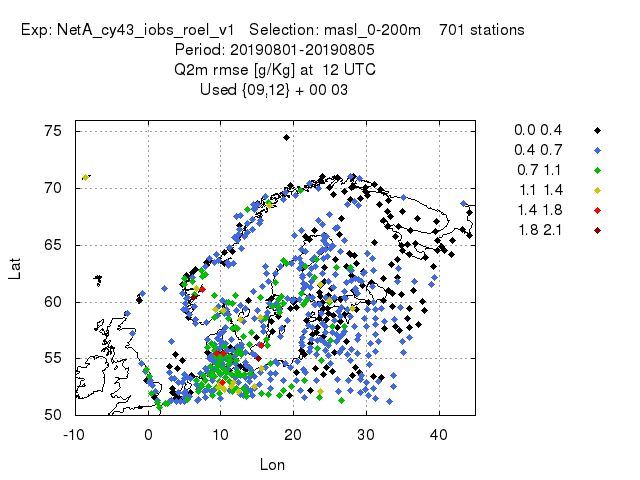 Exp: NetA_cy43_iobs_roel_v1 Selection: masl_0-200m 701 stations
Period: 20190801-20190805
Q2m rmse [g/Kg] at 12 UTC
Used {09,12} + 00 03
75
70
65
60
55
50
-10 0 10 20 30 40
Lat
Lon
0.0 0.4
0.4 0.7
0.7 1.1
1.1 1.4
1.4 1.8
1.8 2.1